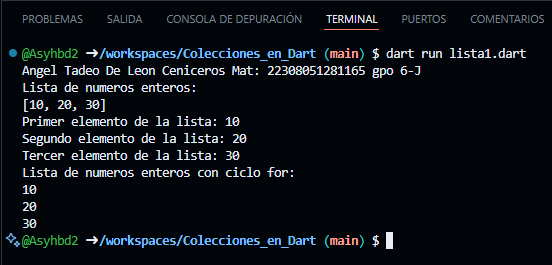 PROBLEMAS SALIDA CONSOLA DE DEPURACIÓN TERMINAL PUERTOS COMENTARIOS
@Asyhbd2 ➜/workspaces/Colecciones_en_Dart (main) $ dart run lista1.dart
Angel Tadeo De Leon Ceniceros Mat: 22308051281165 gpo 6-J
Lista de numeros enteros:
[10, 20, 30]
Primer elemento de la lista: 10
Segundo elemento de la lista: 20
Tercer elemento de la lista: 30
Lista de numeros enteros con ciclo for:
10
20
30
@Asyhbd2 ➜/workspaces/Colecciones_en_Dart (main) $